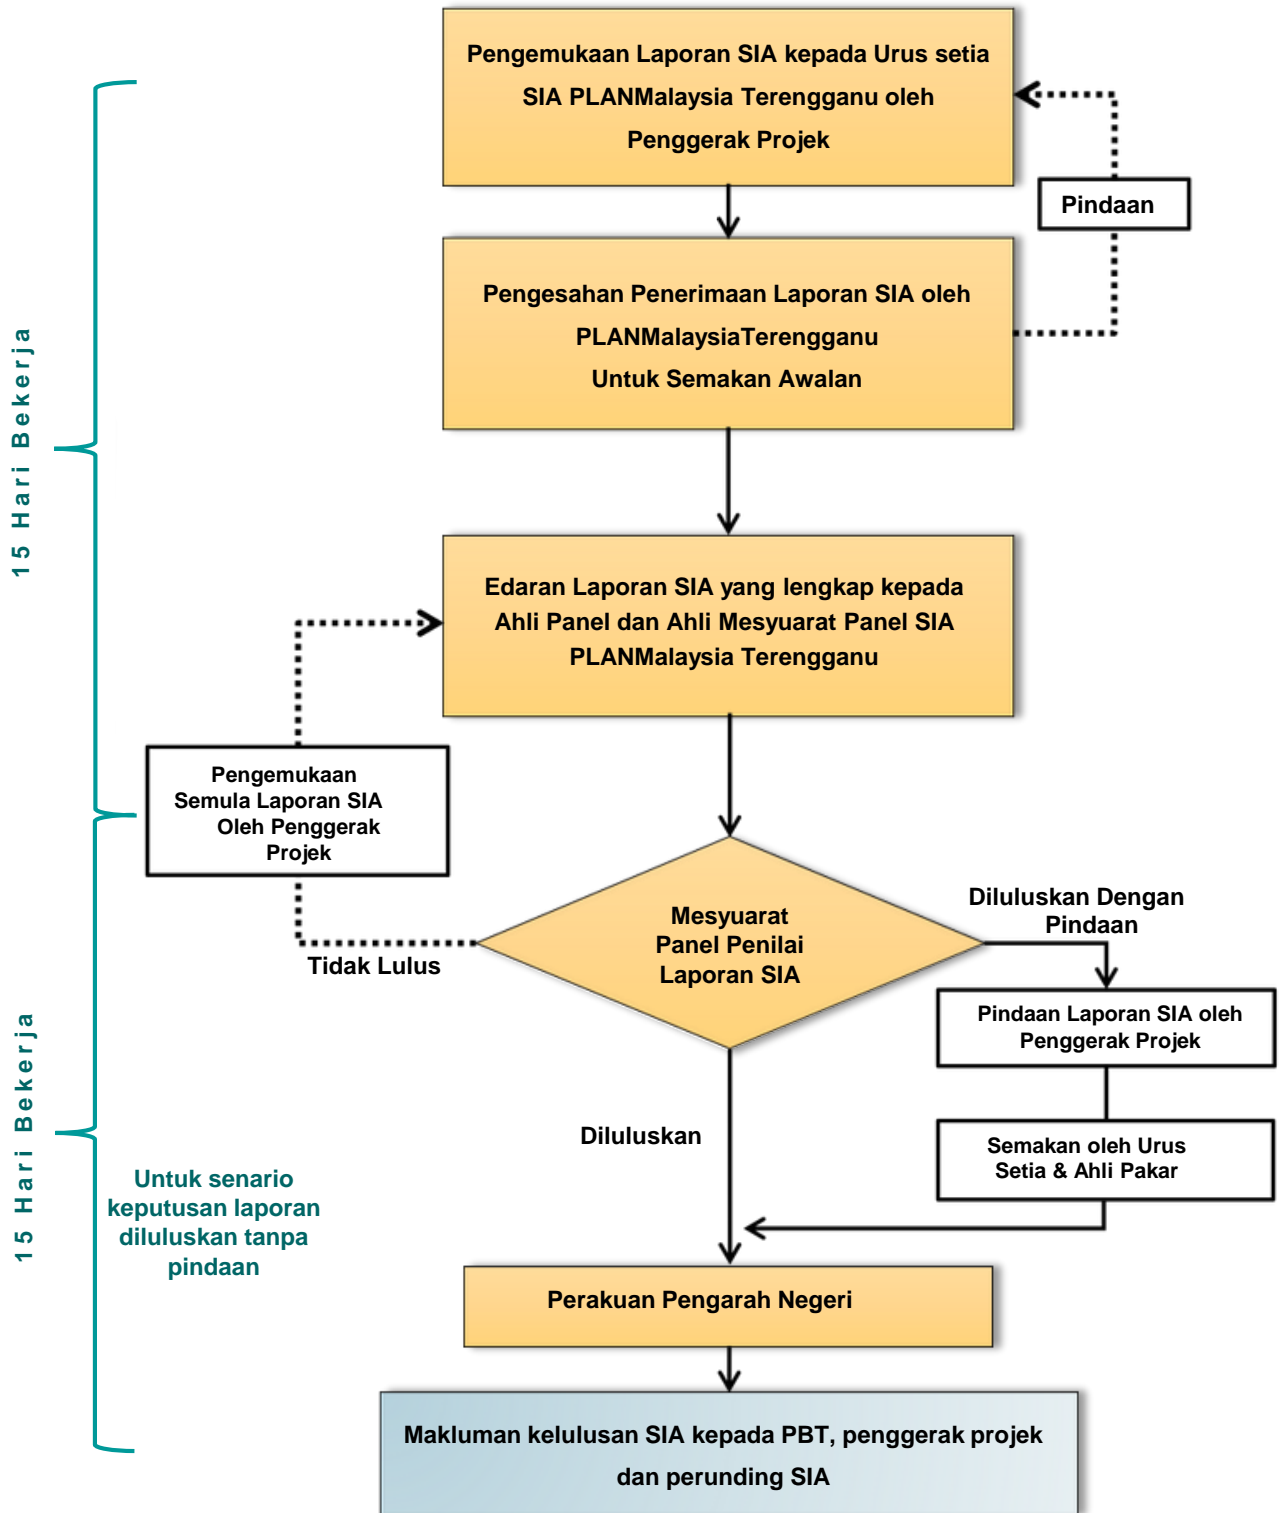 Pengemukaan Laporan SIA kepada Urus setia
SIA PLANMalaysia Terengganu oleh
Penggerak Projek
Pindaan
Pengesahan Penerimaan Laporan SIA oleh
PLANMalaysiaTerengganu
Untuk Semakan Awalan
15 Hari Bekerja
Edaran Laporan SIA yang lengkap kepada
Ahli Panel dan Ahli Mesyuarat Panel SIA
PLANMalaysia Terengganu
Pengemukaan
Semula Laporan SIA
Oleh Penggerak
Projek
Tidak Lulus
Mesyuarat
Panel Penilai
Laporan SIA
Diluluskan Dengan
Pindaan
Pindaan Laporan SIA oleh
Penggerak Projek
Diluluskan
Semakan oleh Urus
Setia & Ahli Pakar
15 Hari Bekerja
Untuk senario
keputusan laporan
diluluskan tanpa
pindaan
Perakuan Pengarah Negeri
Makluman kelulusan SIA kepada PBT, penggerak projek
dan perunding SIA